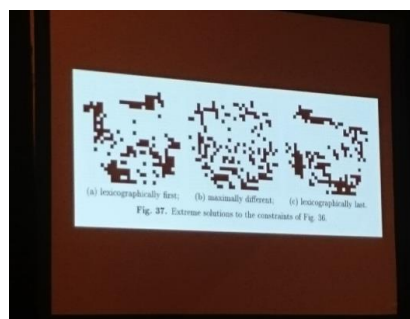 (a) lexicographically first; (b) maximally different; (c) lexicographically last.
Fig. 37. Extreme solutions to the constraints of Fig. 36.